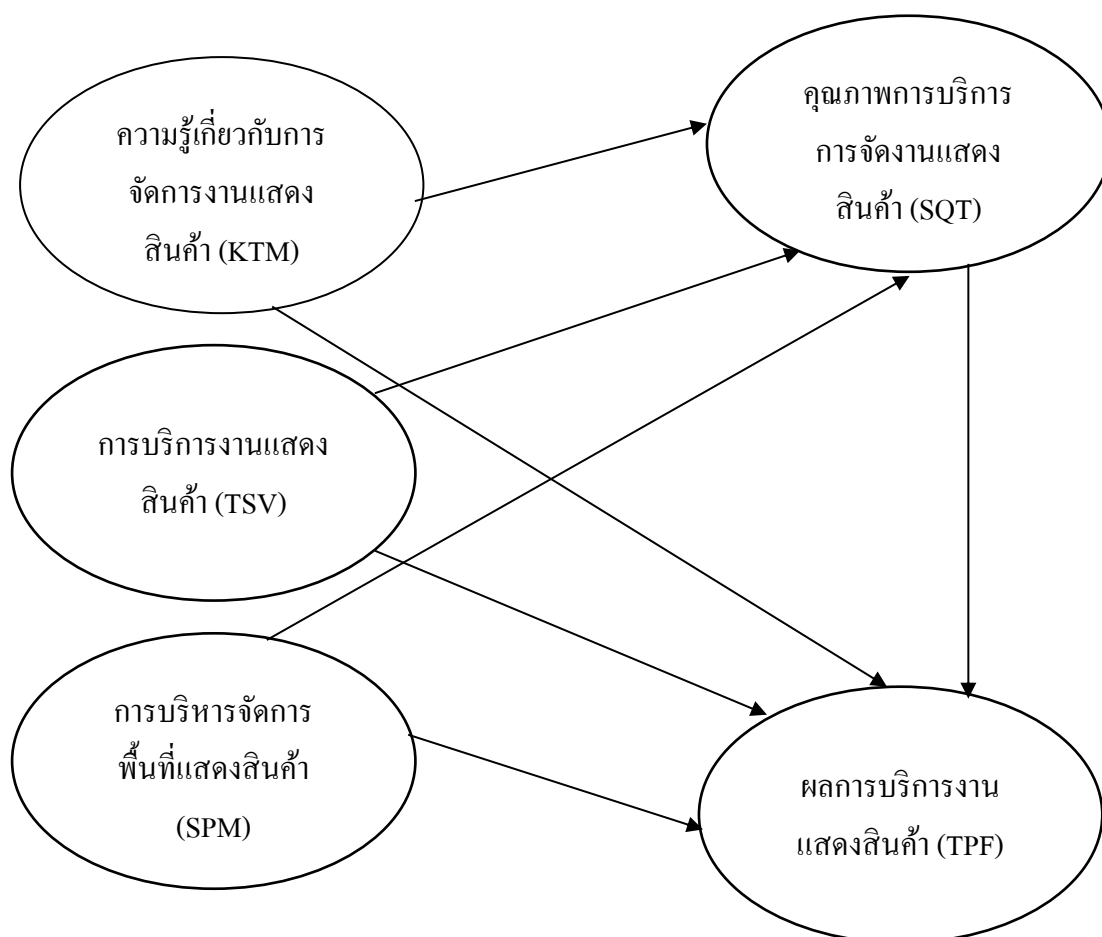 ความรู้เกี่ยวกับการ
จัดการงานแสดง
สินค้า (KTM)
คุณภาพการบริการ
การจัดงานแสดง
สินค้า (SQT)
การบริการงานแสดง
สินค้า (TSV)
การบริหารจัดการ
พื้นที่แสดงสินค้า
(SPM)
ผลการบริการงาน
แสดงสินค้า (TPF)